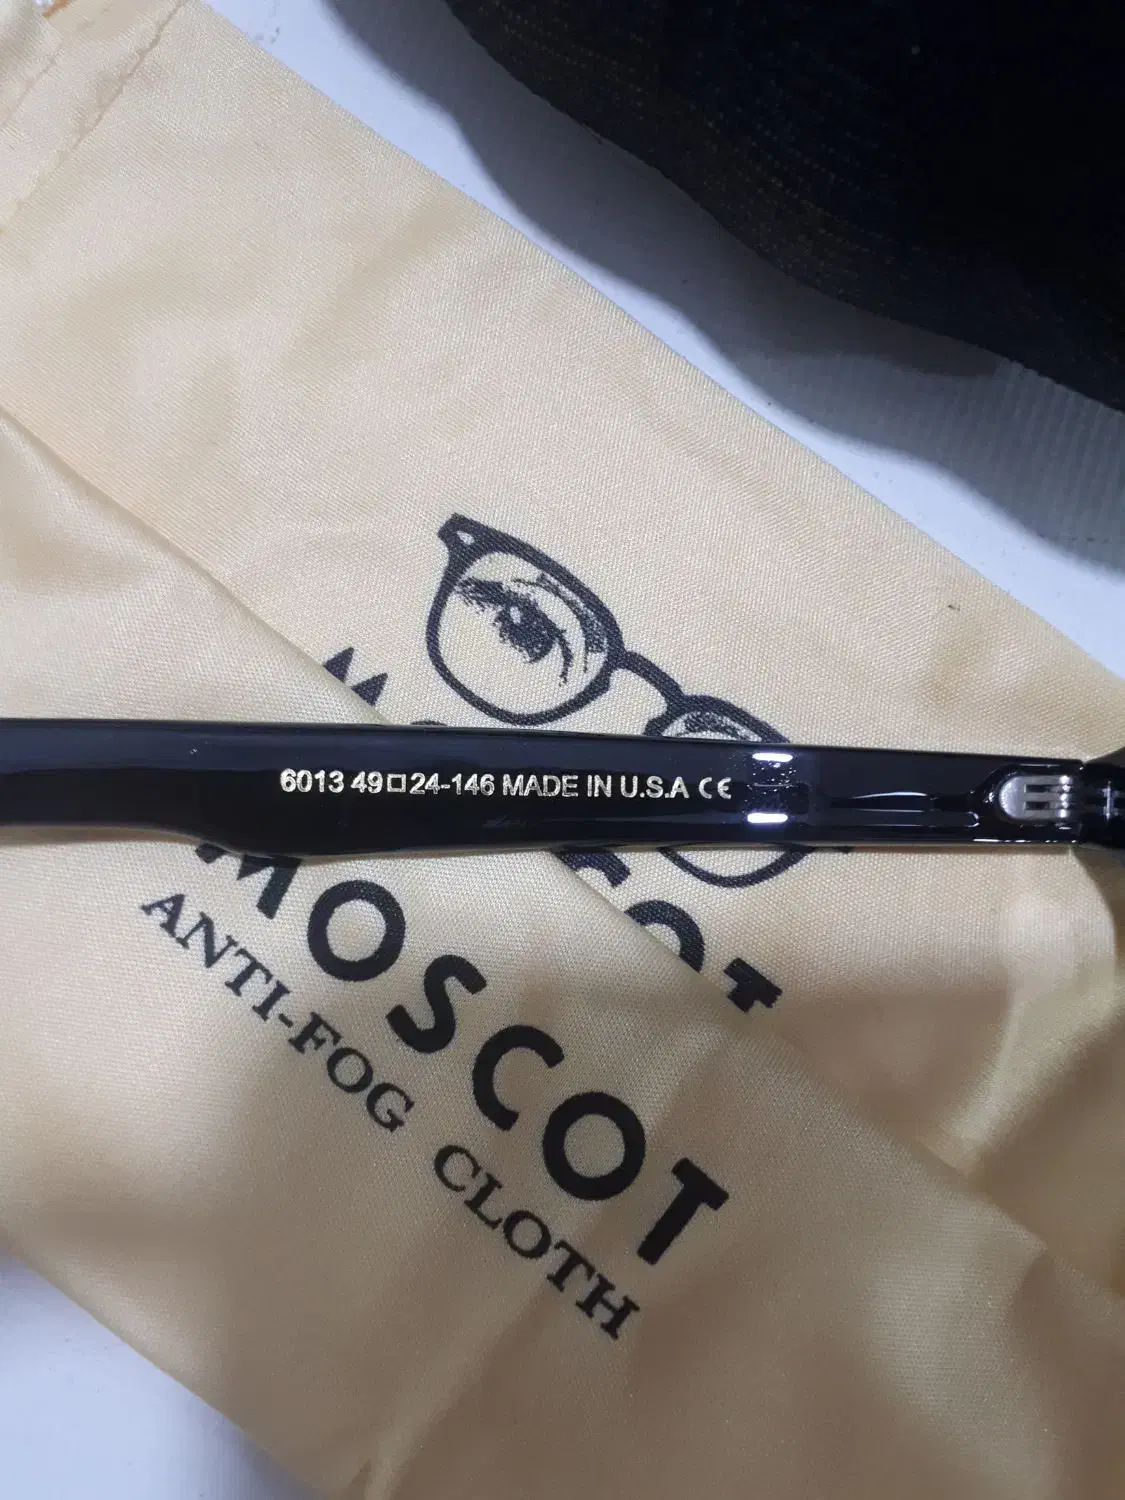 6013 49□24-146 MADE IN U.S.A CE
MOSCOT
ANTI-FOG CLOTH